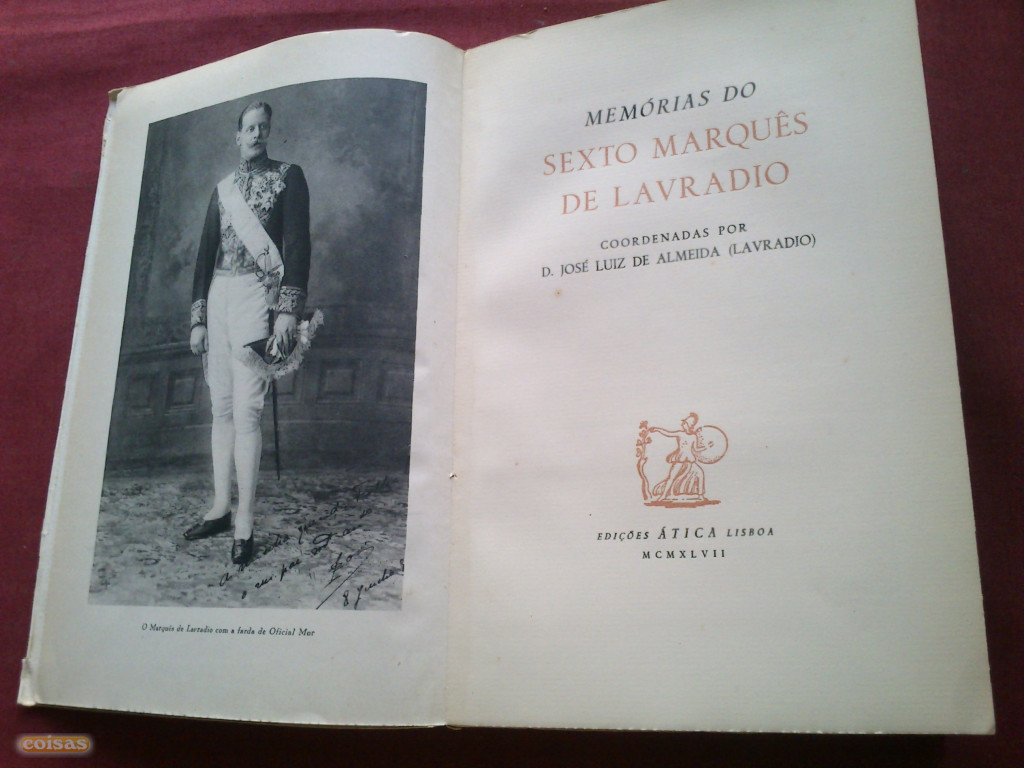 O Marquês de Lavradio com a farda de Oficial Mor
MEMÓRIAS DO
SEXTO MARQUÊS
DE LAVRADIO
COORDENADAS POR
D. JOSÉ LUIZ DE ALMEIDA (LAVRADIO)
EDIÇÕES ÁTICA LISBOA
MCMXLVII
coisas